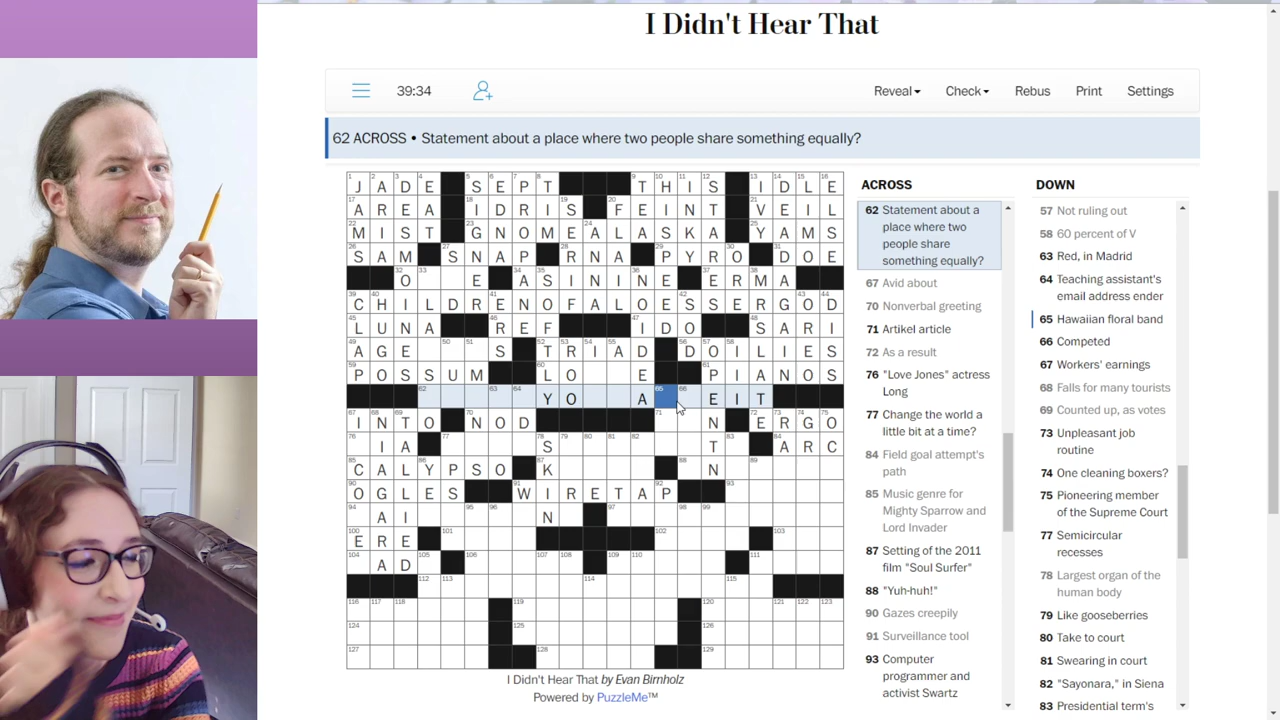 I Didn't Hear That
39:34
Reveal
Check
Rebus
Print
Settings
62 ACROSS • Statement about a place where two people share something equally?
J A D E S E P T T H I S I D L E
A R E A I D R I S F E I N T V E I L
M I S T G N O M E A L A S K A Y A M S
S A M S N A P R N A P Y R O D O E
O E A S I N I N E E R M A
C H I L D R E N O F A L O E S S E R G O D
L U N A R E F I D O S A R I
A G E S T R I A D D O I L I E S
P O S S U M L O E P I A N O S
Y O A E I T
I N T O N O D N E R G O
I A S T A R C
C A L Y P S O K N
O G L E S W I R E T A P
A I N
E R E
A D
I Didn't Hear That by Evan Birnholz
Powered by PuzzleMe™
ACROSS
62 Statement about a
place where two
people share
something equally?
67 Avid about
70 Nonverbal greeting
71 Artikel article
72 As a result
76 "Love Jones" actress
Long
77 Change the world a
little bit at a time?
84 Field goal attempt's
path
85 Music genre for
Mighty Sparrow and
Lord Invader
87 Setting of the 2011
film "Soul Surfer"
88 "Yuh-huh!"
90 Gazes creepily
91 Surveillance tool
93 Computer
programmer and
activist Swartz
DOWN
57 Not ruling out
58 60 percent of V
63 Red, in Madrid
64 Teaching assistant's
email address ender
65 Hawaiian floral band
66 Competed
67 Workers' earnings
68 Falls for many tourists
69 Counted up, as votes
73 Unpleasant job
routine
74 One cleaning boxers?
75 Pioneering member
of the Supreme Court
77 Semicircular
recesses
78 Largest organ of the
human body
79 Like gooseberries
80 Take to court
81 Swearing in court
82 "Sayonara," in Siena
83 Presidential term's